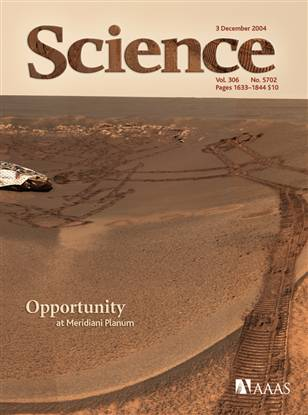 3 December 2004
Science
Vol. 306 No. 5702
Pages 1633–1844 $10
Opportunity
at Meridiani Planum
AAAS